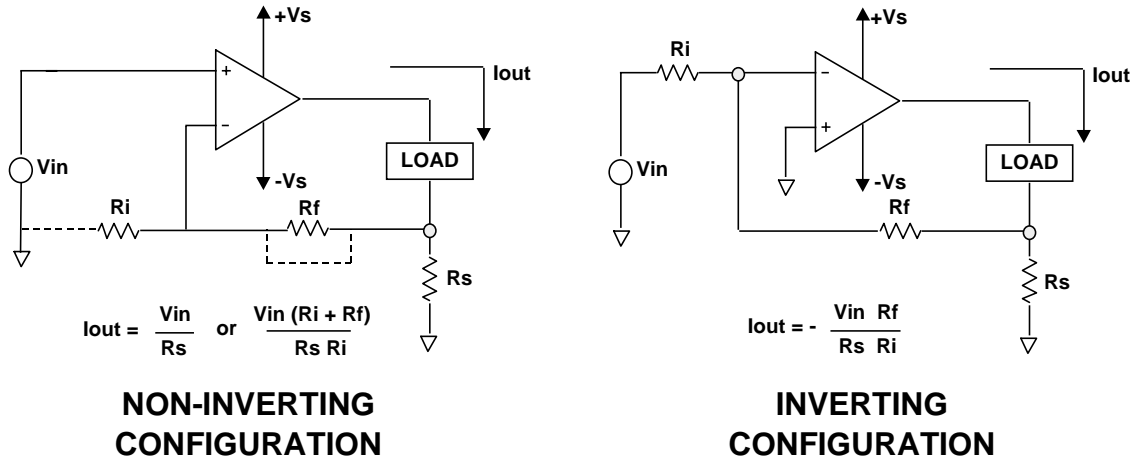 +Vs
+
−
−Vs
Vin
Ri
Rf
LOAD
Iout
Rs
Iout = Vin / Rs or Vin (Ri + Rf) / Rs Ri
NON-INVERTING
CONFIGURATION
+Vs
Ri
−
+
−Vs
Vin
Rf
LOAD
Iout
Rs
Iout = - Vin Rf / Rs Ri
INVERTING
CONFIGURATION